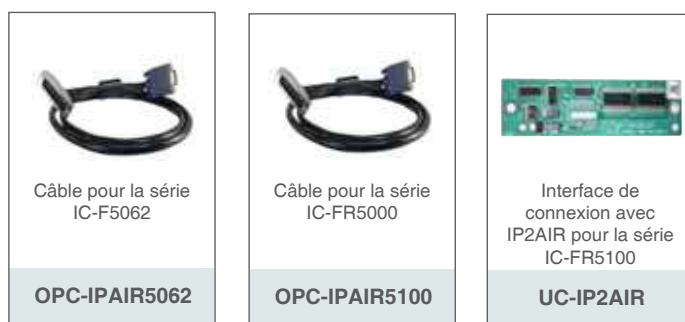 Câble pour la série
IC-F5062
OPC-IPAIR5062
Câble pour la série
IC-FR5000
OPC-IPAIR5100
Interface de
connexion avec
IP2AIR pour la série
IC-FR5100
UC-IP2AIR